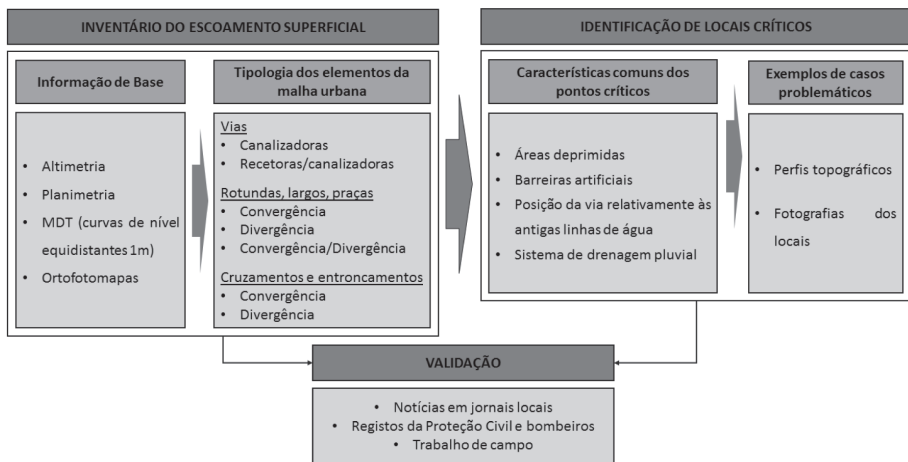 INVENTÁRIO DO ESCOAMENTO SUPERFICIAL
Informação de Base
• Altimetria
• Planimetria
• MDT (curvas de nível
equidistantes 1m)
• Ortofotomapas
Tipologia dos elementos da
malha urbana
Vias
• Canalizadoras
• Recetoras/canalizadoras
Rotundas, largos, praças
• Convergência
• Divergência
• Convergência/Divergência
Cruzamentos e entroncamentos
• Convergência
• Divergência
IDENTIFICAÇÃO DE LOCAIS CRÍTICOS
Características comuns dos
pontos críticos
• Áreas deprimidas
• Barreiras artificiais
• Posição da via relativamente às
antigas linhas de água
• Sistema de drenagem pluvial
Exemplos de casos
problemáticos
• Perfis topográficos
• Fotografias dos
locais
VALIDAÇÃO
• Notícias em jornais locais
• Registos da Proteção Civil e bombeiros
• Trabalho de campo